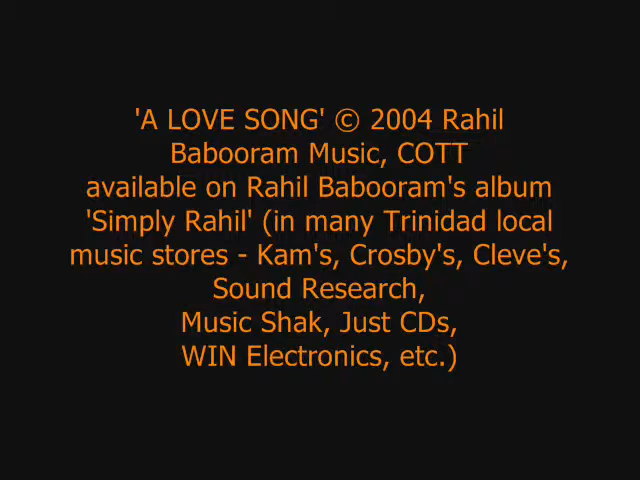 'A LOVE SONG' © 2004 Rahil
Babooram Music, COTT
available on Rahil Babooram's album
'Simply Rahil' (in many Trinidad local
music stores - Kam's, Crosby's, Cleve's,
Sound Research,
Music Shak, Just CDs,
WIN Electronics, etc.)